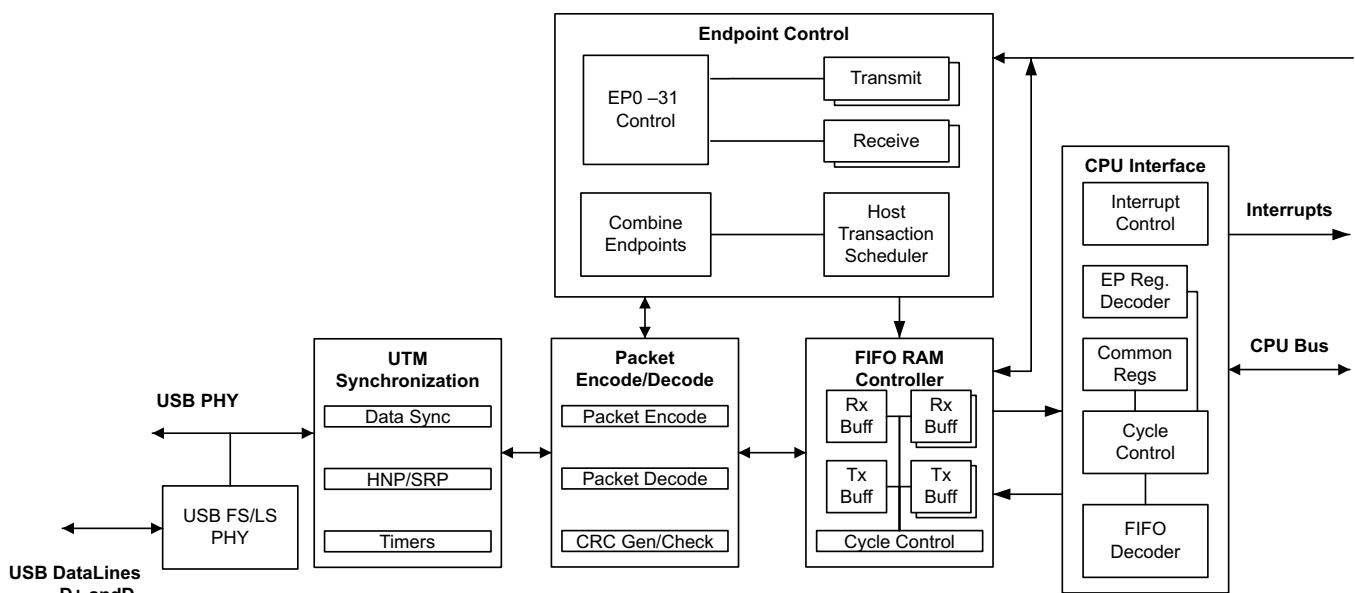 Endpoint Control
EP0 –31
Control
Transmit
Receive
Combine
Endpoints
Host
Transaction
Scheduler
CPU Interface
Interrupt
Control
Interrupts
EP Reg.
Decoder
Common
Regs
CPU Bus
Cycle
Control
FIFO
Decoder
UTM
Synchronization
Data Sync
HNP/SRP
Timers
Packet
Encode/Decode
Packet Encode
Packet Decode
CRC Gen/Check
FIFO RAM
Controller
Rx
Buff
Rx
Buff
Tx
Buff
Tx
Buff
Cycle Control
USB PHY
USB FS/LS
PHY
USB DataLines
D+ andD